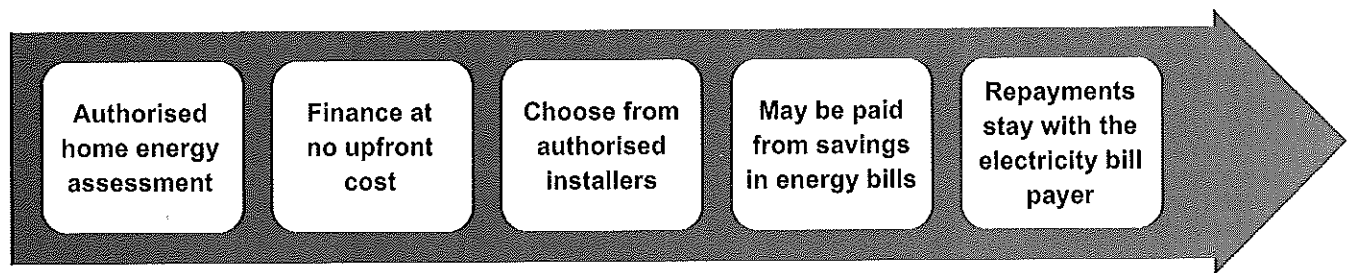 Authorised
home energy
assessment
Finance at
no upfront
cost
Choose from
authorised
installers
May be paid
from savings
in energy bills
Repayments
stay with the
electricity bill
payer